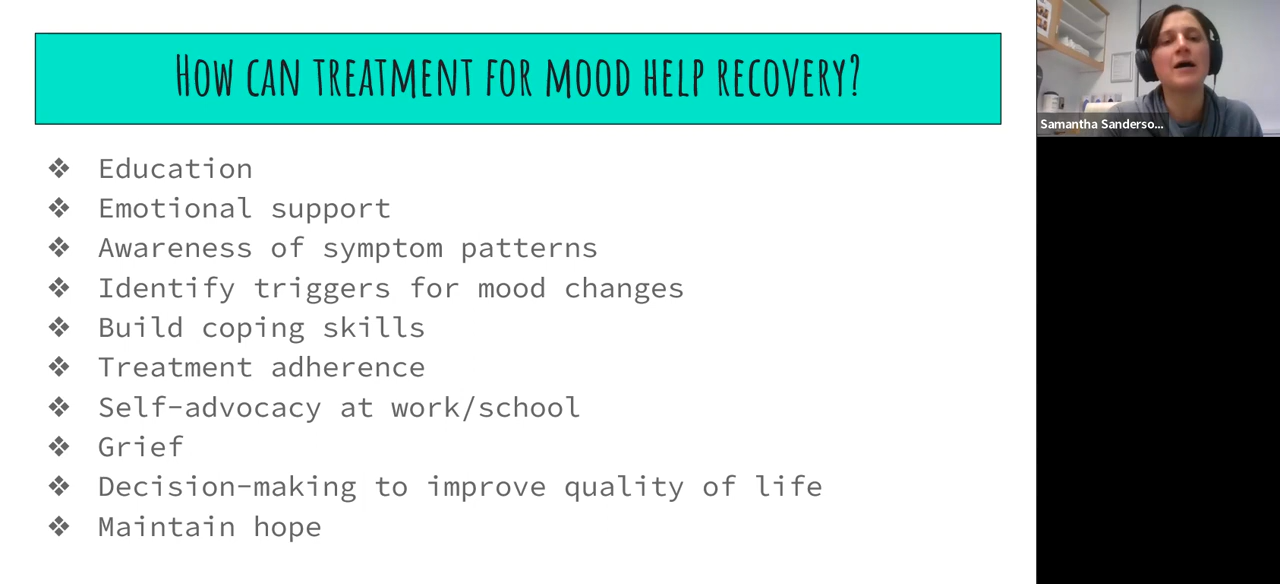 How can treatment for mood help recovery?
❖ Education
❖ Emotional support
❖ Awareness of symptom patterns
❖ Identify triggers for mood changes
❖ Build coping skills
❖ Treatment adherence
❖ Self-advocacy at work/school
❖ Grief
❖ Decision-making to improve quality of life
❖ Maintain hope
Samantha Sanderso...